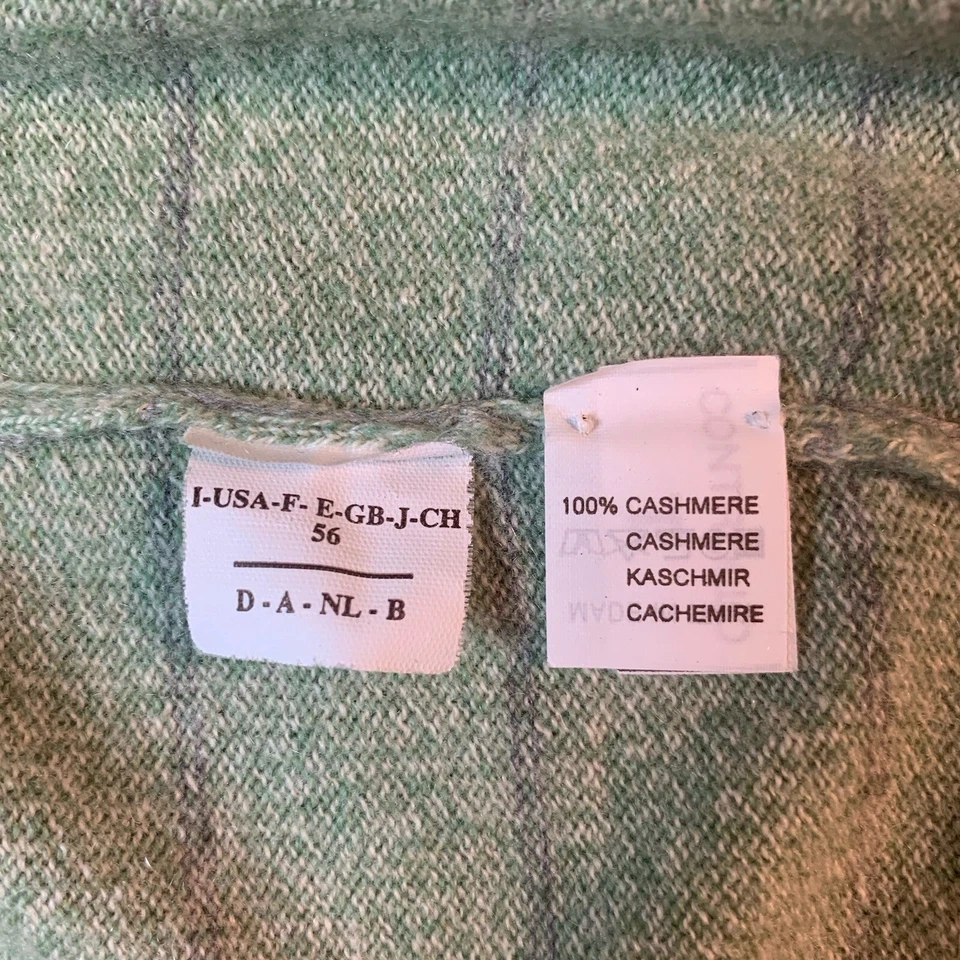 I-USA-F- E-GB-J-CH
56
D - A - NL - B
100% CASHMERE
CASHMERE
KASCHMIR
CACHEMIRE